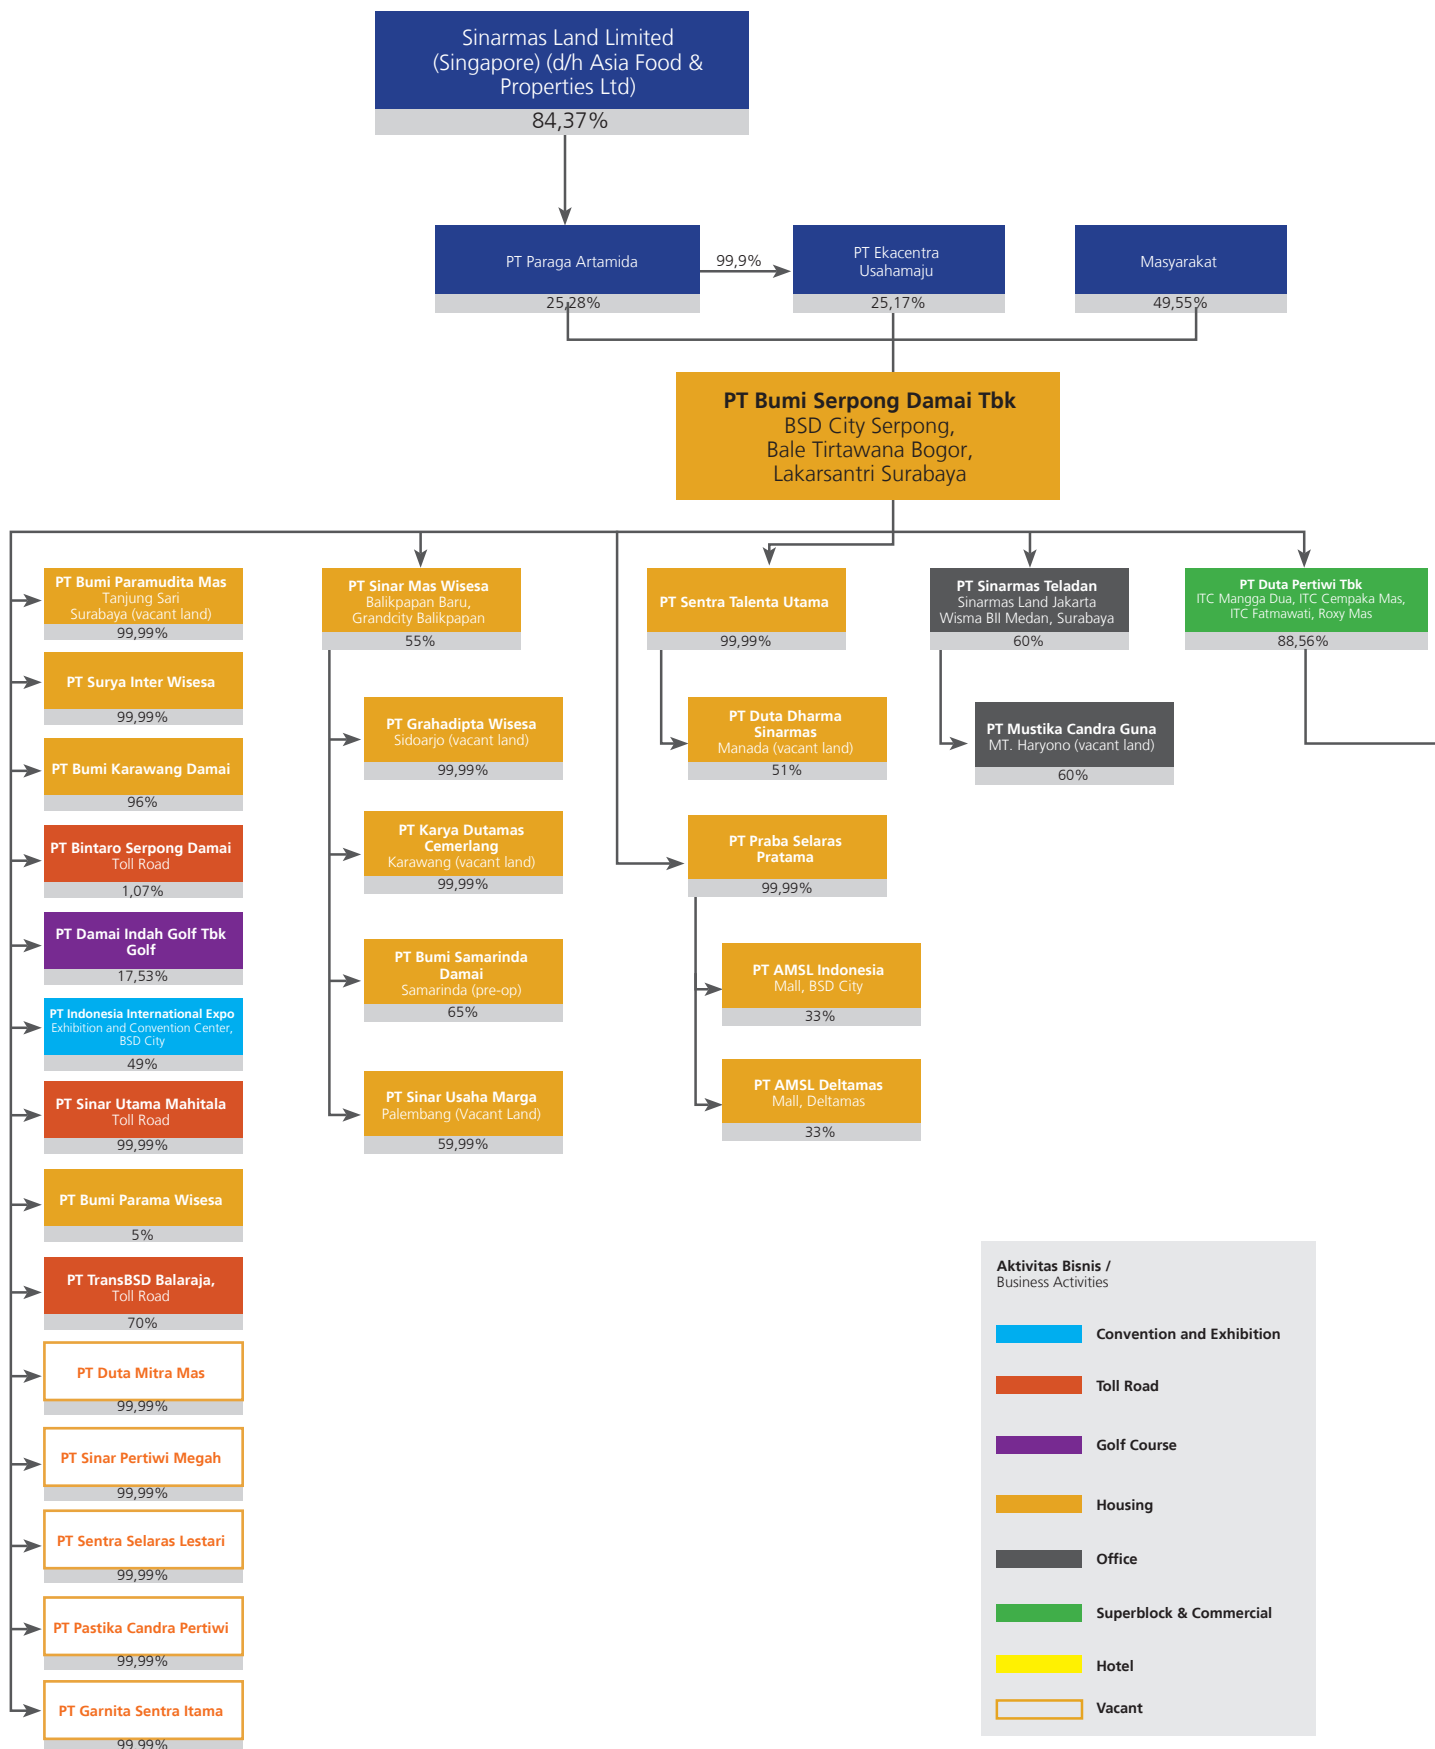 Sinarmas Land Limited
(Singapore) (d/h Asia Food &
Properties Ltd)
84,37%
PT Paraga Artamida
25,28%
99,9%
PT Ekacentra
Usahamaju
25,17%
Masyarakat
49,55%
PT Bumi Serpong Damai Tbk
BSD City Serpong,
Bale Tirtawana Bogor,
Lakarsantri Surabaya
PT Bumi Paramudita Mas
Tanjung Sari
Surabaya (vacant land)
99,99%
PT Surya Inter Wisesa
99,99%
PT Bumi Karawang Damai
96%
PT Bintaro Serpong Damai
Toll Road
1,07%
PT Damai Indah Golf Tbk
Golf
17,53%
PT Indonesia International Expo
Exhibition and Convention Center,
BSD City
49%
PT Sinar Utama Mahitala
Toll Road
99,99%
PT Bumi Parama Wisesa
5%
PT TransBSD Balaraja,
Toll Road
70%
PT Duta Mitra Mas
99,99%
PT Sinar Pertiwi Megah
99,99%
PT Sentra Selaras Lestari
99,99%
PT Pastika Candra Pertiwi
99,99%
PT Garnita Sentra Itama
99,99%
PT Sinar Mas Wisesa
Balikpapan Baru,
Grandcity Balikpapan
55%
PT Grahadipta Wisesa
Sidoarjo (vacant land)
99,99%
PT Karya Dutamas
Cemerlang
Karawang (vacant land)
99,99%
PT Bumi Samarinda
Damai
Samarinda (pre-op)
65%
PT Sinar Usaha Marga
Palembang (Vacant Land)
59,99%
PT Sentra Talenta Utama
99,99%
PT Duta Dharma
Sinarmas
Manada (vacant land)
51%
PT Praba Selaras
Pratama
99,99%
PT AMSL Indonesia
Mall, BSD City
33%
PT AMSL Deltamas
Mall, Deltamas
33%
PT Sinarmas Teladan
Sinarmas Land Jakarta
Wisma BII Medan, Surabaya
60%
PT Mustika Candra Guna
MT. Haryono (vacant land)
60%
PT Duta Pertiwi Tbk
ITC Mangga Dua, ITC Cempaka Mas,
ITC Fatmawati, Roxy Mas
88,56%
Aktivitas Bisnis /
Business Activities
Convention and Exhibition
Toll Road
Golf Course
Housing
Office
Superblock & Commercial
Hotel
Vacant